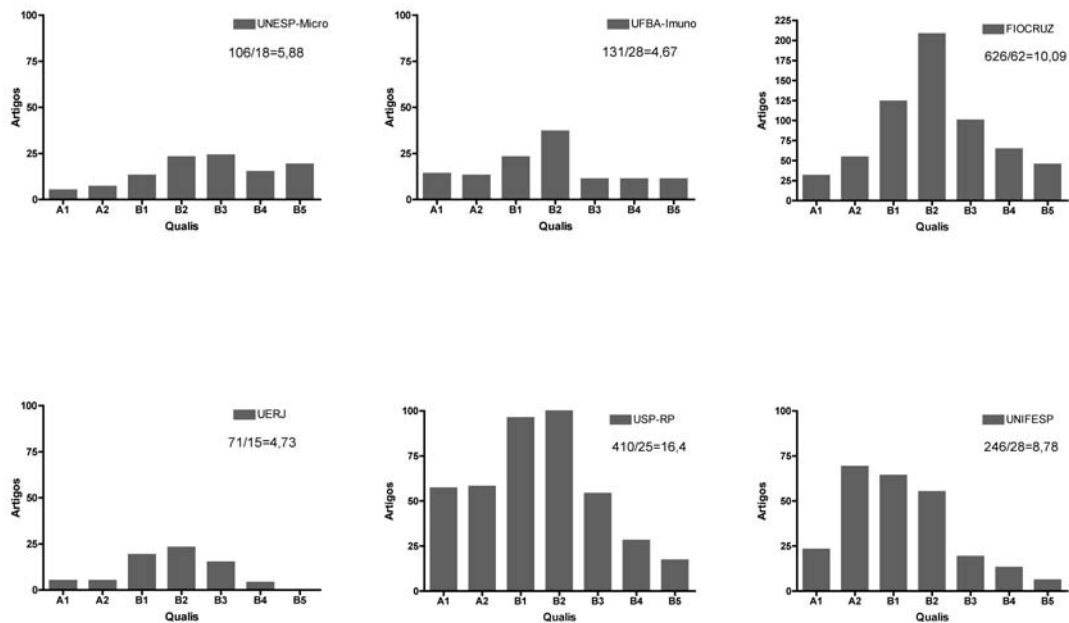 UNESP-Micro
106/18=5,88
100
75
50
25
0
Artigos
A1 A2 B1 B2 B3 B4 B5
Qualis
UFBA-Imuno
131/28=4,67
100
75
50
25
0
Artigos
A1 A2 B1 B2 B3 B4 B5
Qualis
FIOCRUZ
626/62=10,09
225
200
175
150
125
100
75
50
25
0
Artigos
A1 A2 B1 B2 B3 B4 B5
Qualis
UERJ
71/15=4,73
100
75
50
25
0
Artigos
A1 A2 B1 B2 B3 B4 B5
Qualis
USP-RP
410/25=16,4
100
75
50
25
0
Artigos
A1 A2 B1 B2 B3 B4 B5
Qualis
UNIFESP
246/28=8,78
100
75
50
25
0
Artigos
A1 A2 B1 B2 B3 B4 B5
Qualis